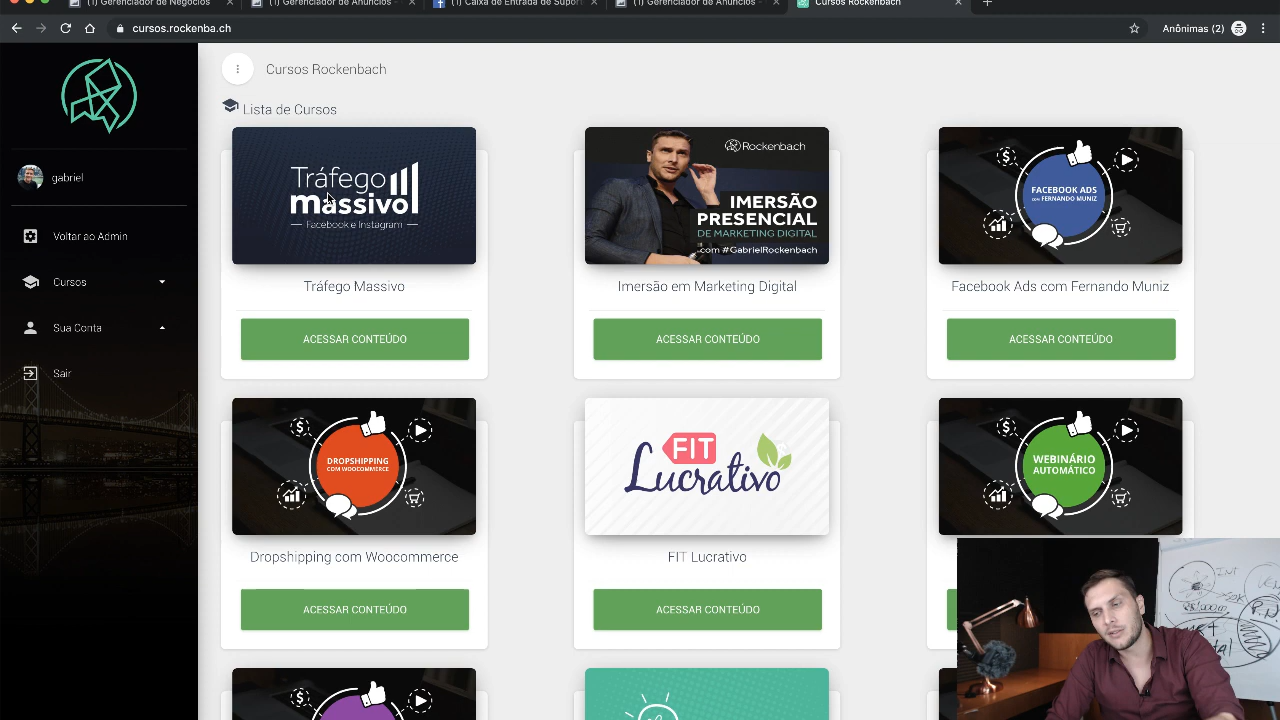 (1) Gerenciador de Negócios
(1) Gerenciador de Anúncios -
(1) Caixa de Entrada de Supor
(1) Gerenciador de Anúncios -
Cursos Rockenbach
cursos.rockenba.ch
Anônimas (2)
gabriel
Voltar ao Admin
Cursos
Sua Conta
Sair
Cursos Rockenbach
Lista de Cursos
Tráfego
massivo
Facebook e Instagram
Tráfego Massivo
ACESSAR CONTEÚDO
Rockenba.ch
IMERSÃO
PRESENCIAL
DE MARKETING DIGITAL
com #GabrielRockenbach
Imersão em Marketing Digital
ACESSAR CONTEÚDO
FACEBOOK ADS
COM FERNANDO MUNIZ
Facebook Ads com Fernando Muniz
ACESSAR CONTEÚDO
DROPSHIPPING
COM WOOCOMMERCE
Dropshipping com Woocommerce
ACESSAR CONTEÚDO
FIT
Lucrativo
FIT Lucrativo
ACESSAR CONTEÚDO
WEBINÁRIO
AUTOMÁTICO